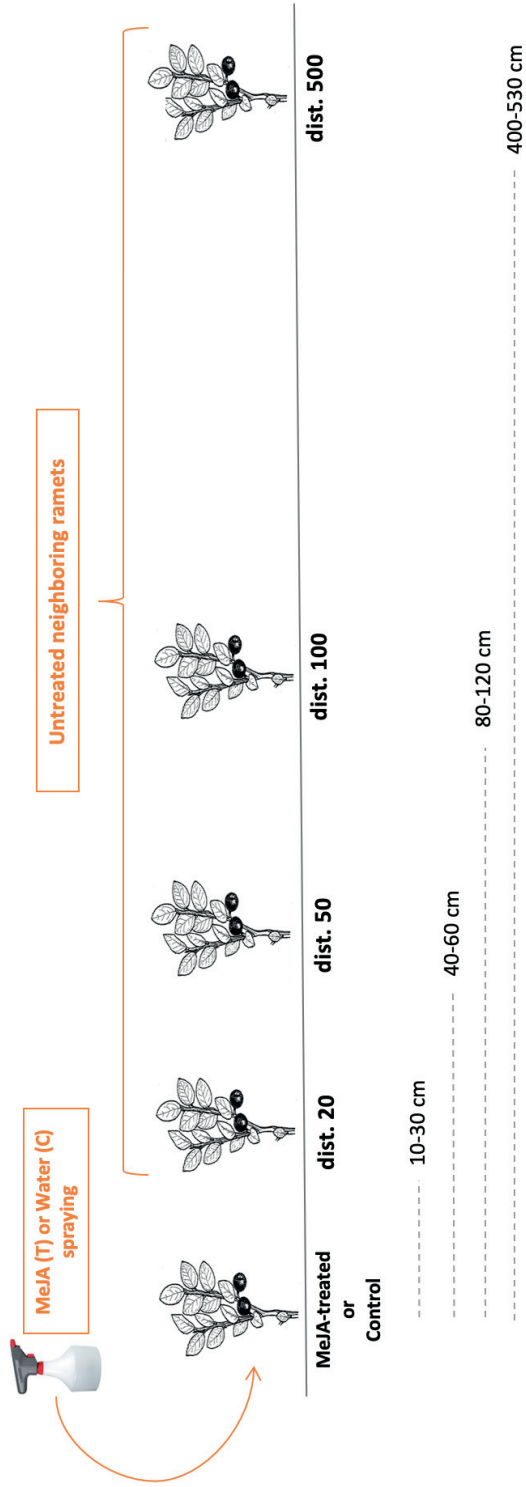 MeJA (T) or Water (C)
spraying
Untreated neighboring ramets
MeJA-treated
or
Control
dist. 20
dist. 50
dist. 100
dist. 500
10-30 cm
40-60 cm
80-120 cm
400-530 cm